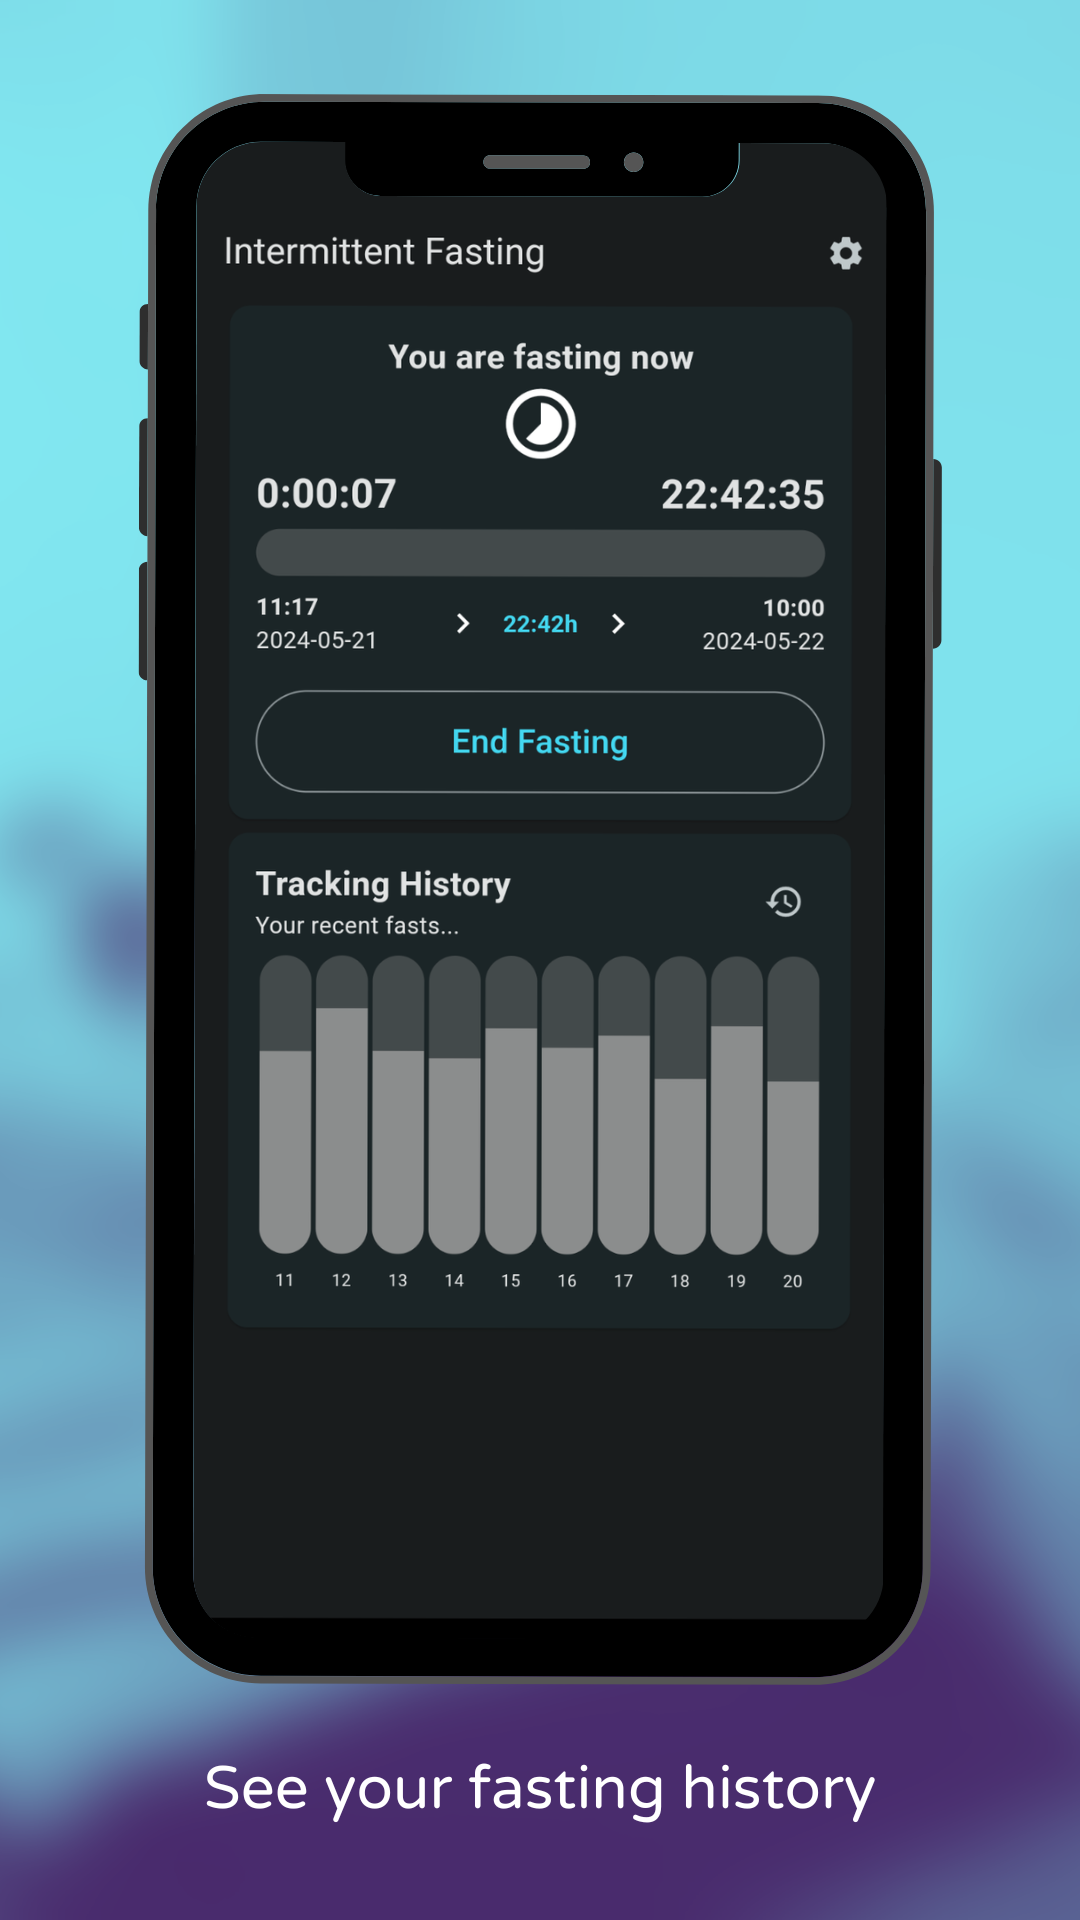 Intermittent Fasting
You are fasting now
0:00:07 22:42:35
11:17 10:00
22:42h
2024-05-21 2024-05-22
End Fasting
Tracking History
Your recent fasts...
11 12 13 14 15 16 17 18 19 20
See your fasting history